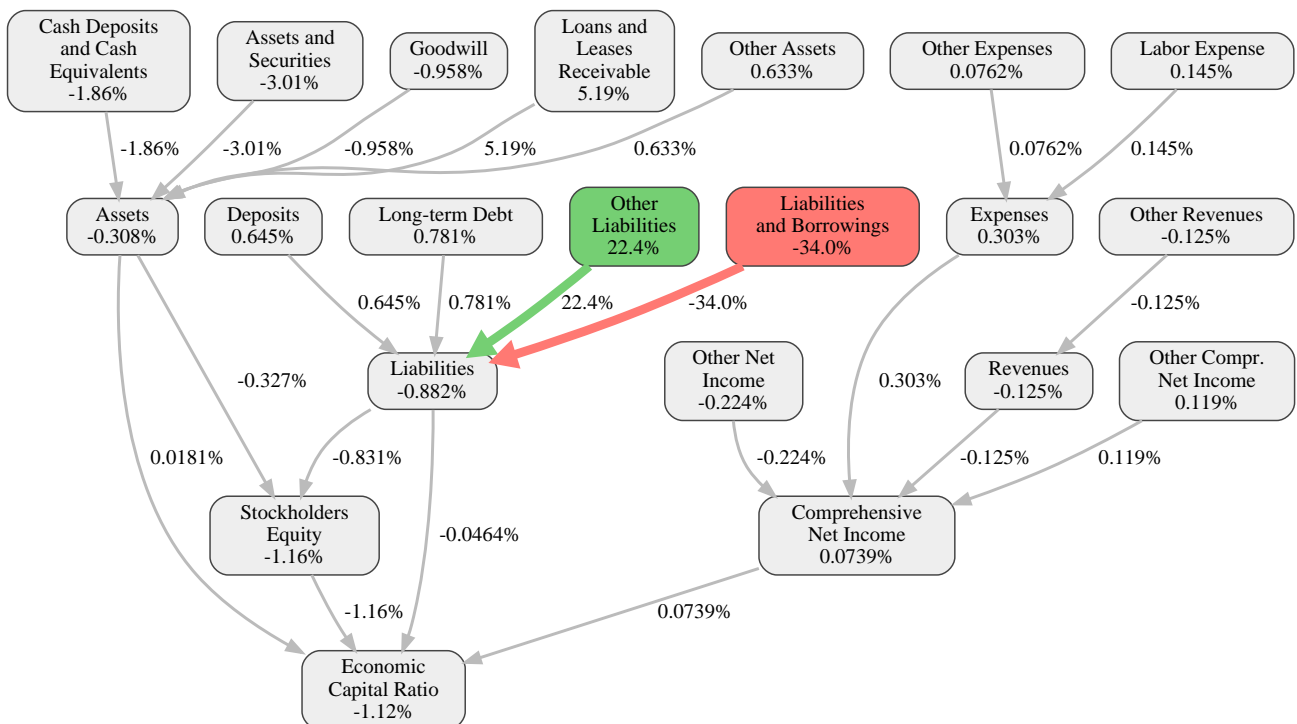 Cash Deposits
and Cash
Equivalents
-1.86%
Assets and
Securities
-3.01%
Goodwill
-0.958%
Loans and
Leases
Receivable
5.19%
Other Assets
0.633%
Other Expenses
0.0762%
Labor Expense
0.145%
-1.86%
-3.01%
-0.958%
5.19%
0.633%
0.0762%
0.145%
Assets
-0.308%
Deposits
0.645%
Long-term Debt
0.781%
Other
Liabilities
22.4%
Liabilities
and Borrowings
-34.0%
Expenses
0.303%
Other Revenues
-0.125%
0.645%
0.781%
22.4%
-34.0%
-0.125%
Liabilities
-0.882%
Other Net
Income
-0.224%
Revenues
-0.125%
Other Compr.
Net Income
0.119%
-0.327%
0.303%
0.0181%
-0.831%
-0.224%
-0.125%
0.119%
Stockholders
Equity
-1.16%
-0.0464%
Comprehensive
Net Income
0.0739%
-1.16%
0.0739%
Economic
Capital Ratio
-1.12%